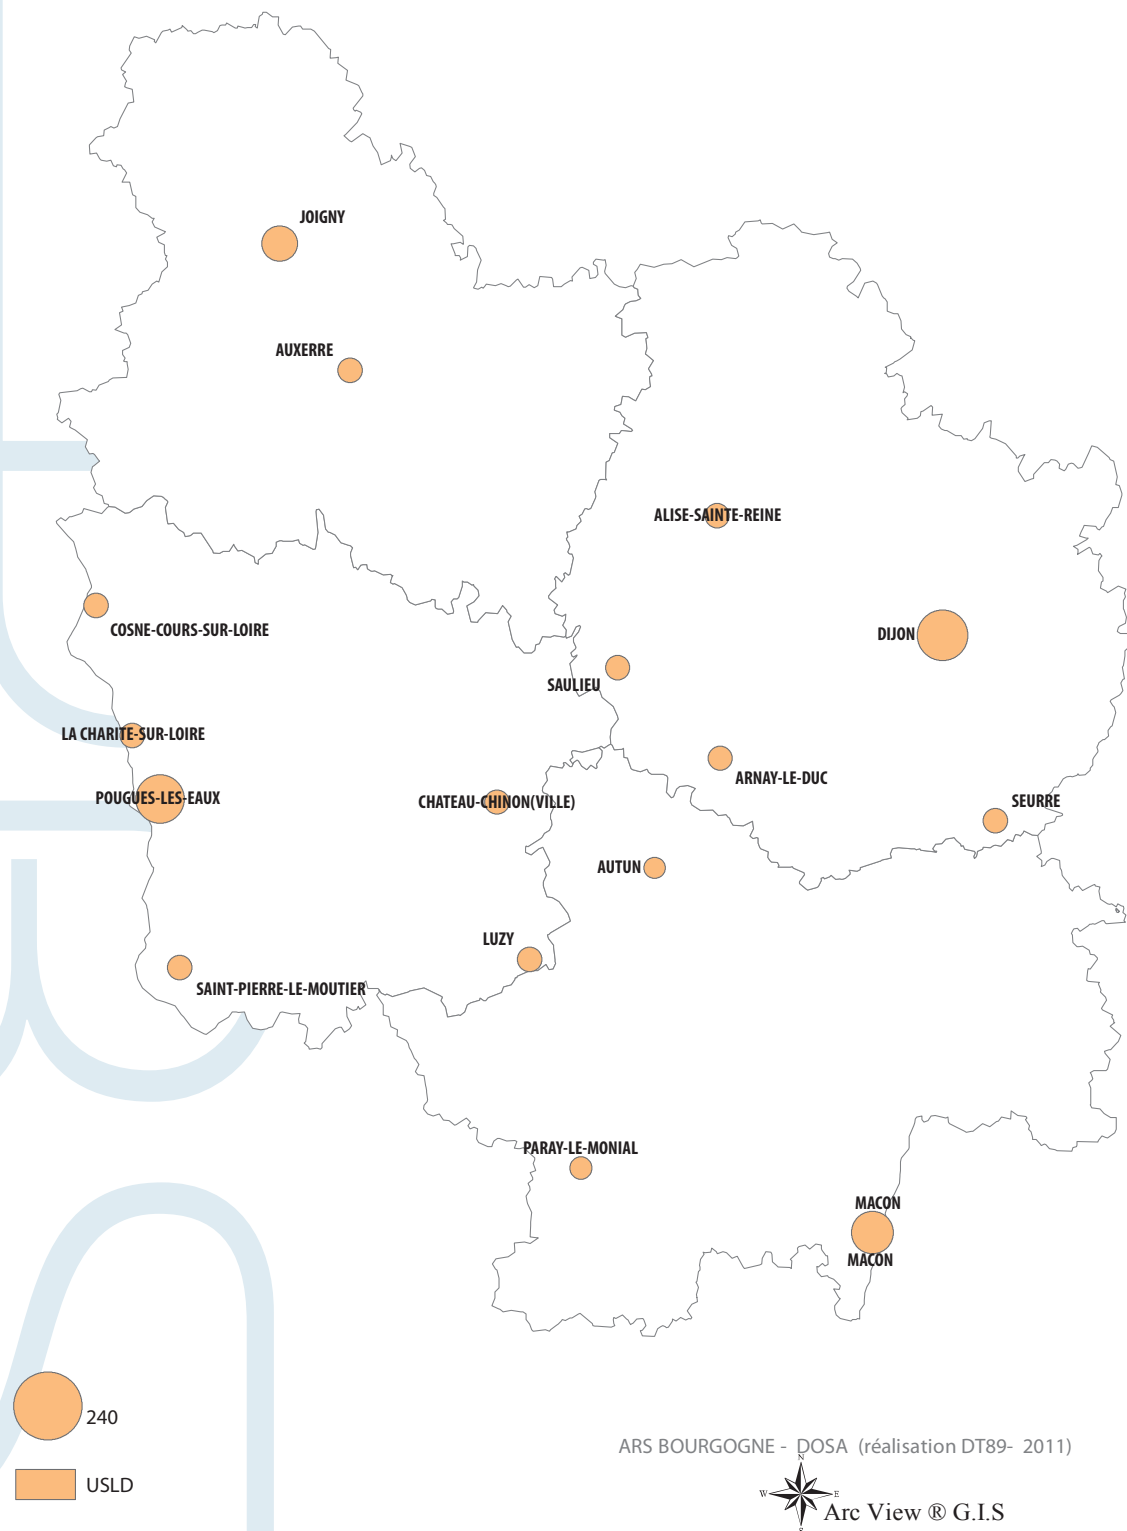 JOIGNY
AUXERRE
ALISE-SAINTE-REINE
COSNE-COURS-SUR-LOIRE
DIJON
SAULIEU
LA CHARITE-SUR-LOIRE
ARNAY-LE-DUC
POUGUES-LES-EAUX
CHATEAU-CHINON(VILLE)
SEURRE
AUTUN
LUZY
SAINT-PIERRE-LE-MOUTIER
PARAY-LE-MONIAL
MACON
MACON
240
USLD
ARS BOURGOGNE - DOSA (réalisation DT89- 2011)
N
W E
S
Arc View ® G.I.S